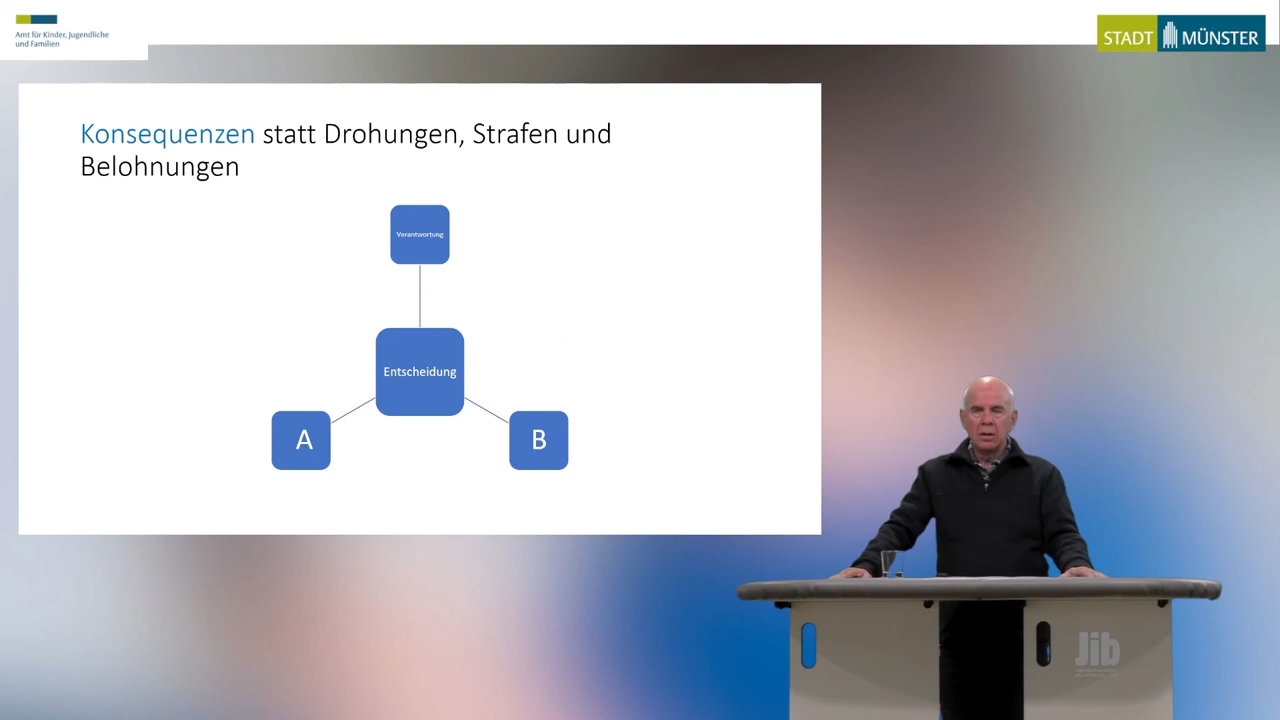 Amt für Kinder, Jugendliche
und Familien
STADT MÜNSTER
Konsequenzen statt Drohungen, Strafen und
Belohnungen
Verantwortung
Entscheidung
A
B
Jib